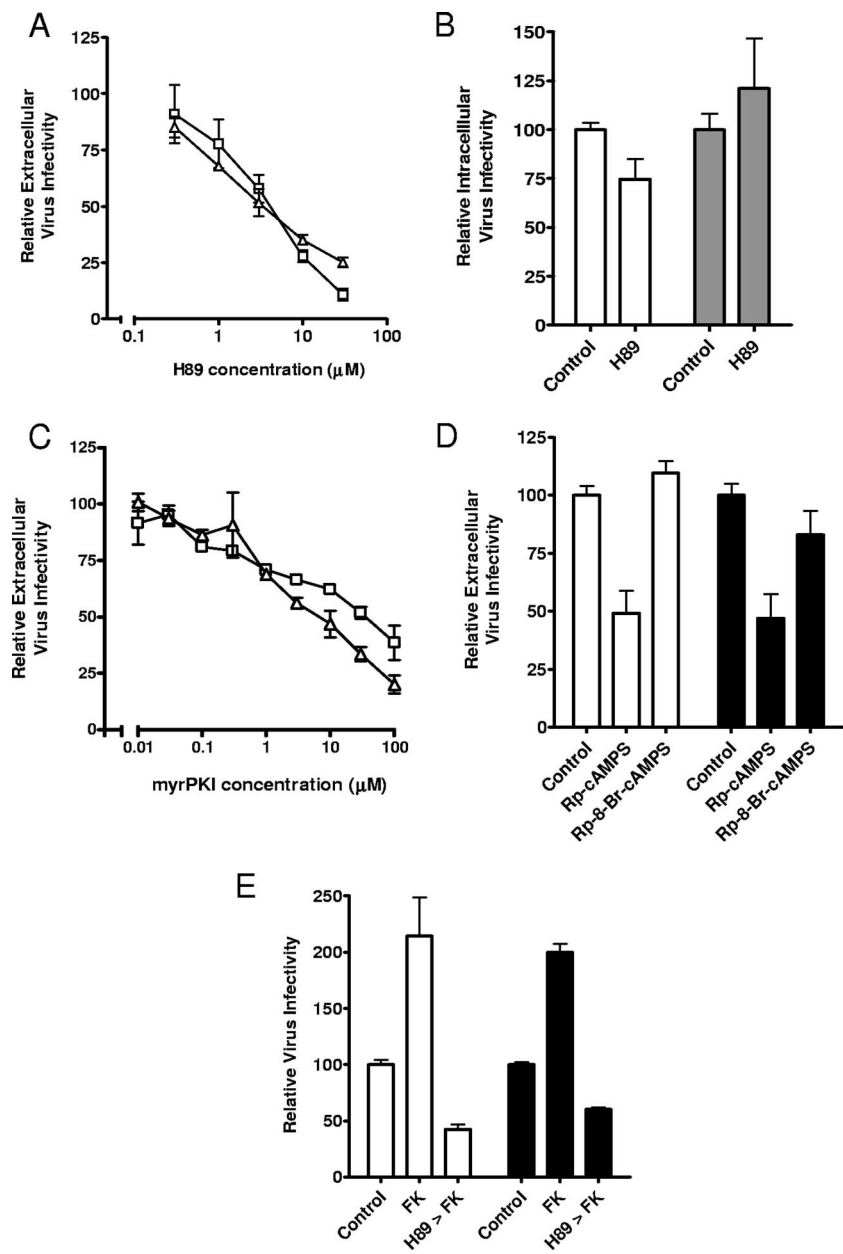 A
Relative Extracellular
Virus Infectivity
125
100
75
50
25
0
0.1
1
10
100
H89 concentration (μM)
B
Relative Intracelllular
Virus Infectivity
150
125
100
75
50
25
0
Control
H89
Control
H89
C
Relative Extracellular
Virus Infectivity
125
100
75
50
25
0
0.01
0.1
1
10
100
myrPKI concentration (μM)
D
Relative Extracellular
Virus Infectivity
125
100
75
50
25
0
Control
Rp-cAMPS
Rp-8-Br-cAMPS
Control
Rp-cAMPS
Rp-8-Br-cAMPS
E
Relative Virus Infectivity
250
200
150
100
50
0
Control
FK
H89 > FK
Control
FK
H89 > FK